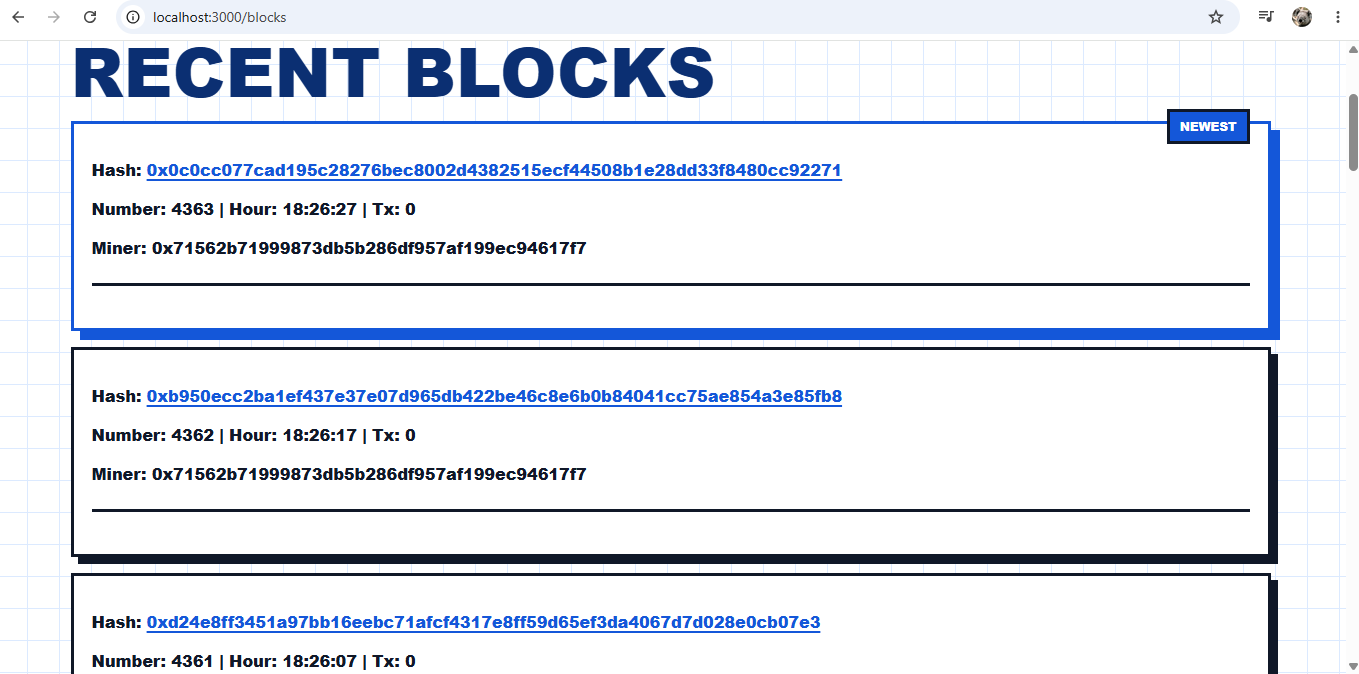 localhost:3000/blocks
RECENT BLOCKS
NEWEST
Hash: 0x0c0cc077cad195c28276bec8002d4382515ecf44508b1e28dd33f8480cc92271
Number: 4363 | Hour: 18:26:27 | Tx: 0
Miner: 0x71562b71999873db5b286df957af199ec94617f7
Hash: 0xb950ecc2ba1ef437e37e07d965db422be46c8e6b0b84041cc75ae854a3e85fb8
Number: 4362 | Hour: 18:26:17 | Tx: 0
Miner: 0x71562b71999873db5b286df957af199ec94617f7
Hash: 0xd24e8ff3451a97bb16eebc71afcf4317e8ff59d65ef3da4067d7d028e0cb07e3
Number: 4361 | Hour: 18:26:07 | Tx: 0